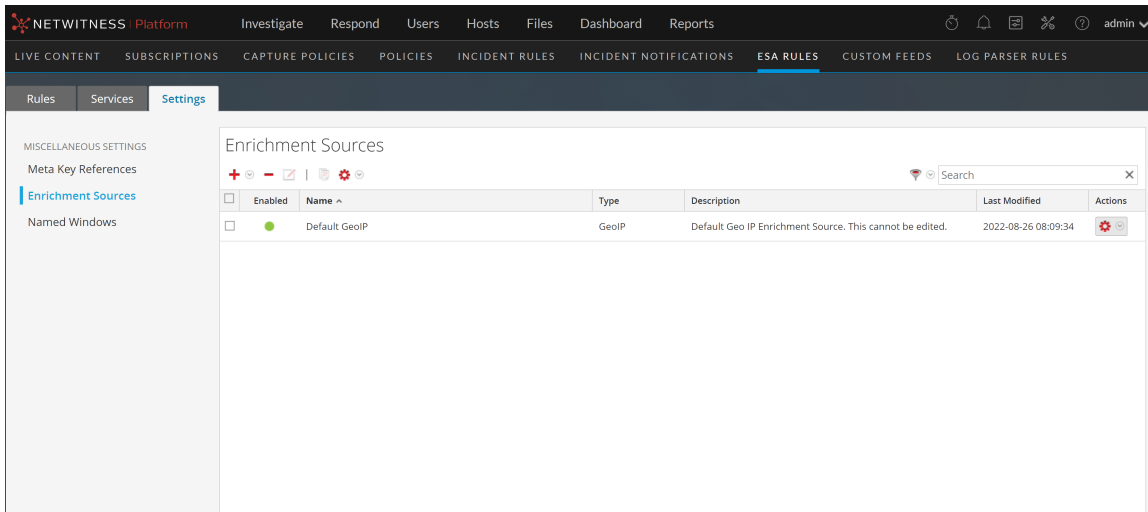 NETWITNESS Platform Investigate Respond Users Hosts Files Dashboard Reports admin
LIVE CONTENT SUBSCRIPTIONS CAPTURE POLICIES POLICIES INCIDENT RULES INCIDENT NOTIFICATIONS ESA RULES CUSTOM FEEDS LOG PARSER RULES
Rules Services Settings
MISCELLANEOUS SETTINGS
Meta Key References
Enrichment Sources
Named Windows
Enrichment Sources
Search
Enabled Name Type Description Last Modified Actions
Default GeoIP GeoIP Default Geo IP Enrichment Source. This cannot be edited. 2022-08-26 08:09:34